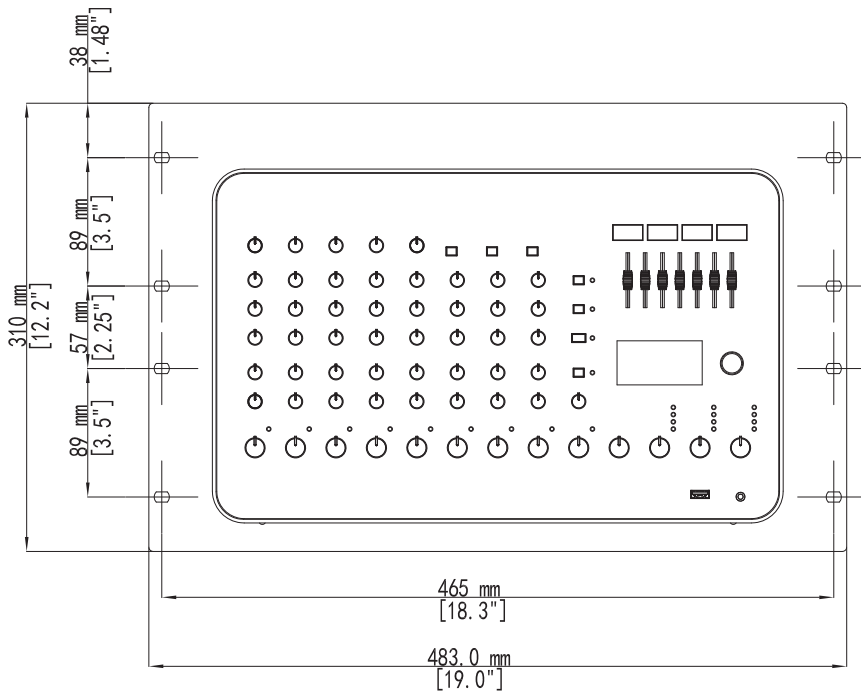 38 mm
[1.48"]
89 mm
[3.5"]
310 mm
[12.2"]
57 mm
[2.25"]
89 mm
[3.5"]
465 mm
[18.3"]
483.0 mm
[19.0"]